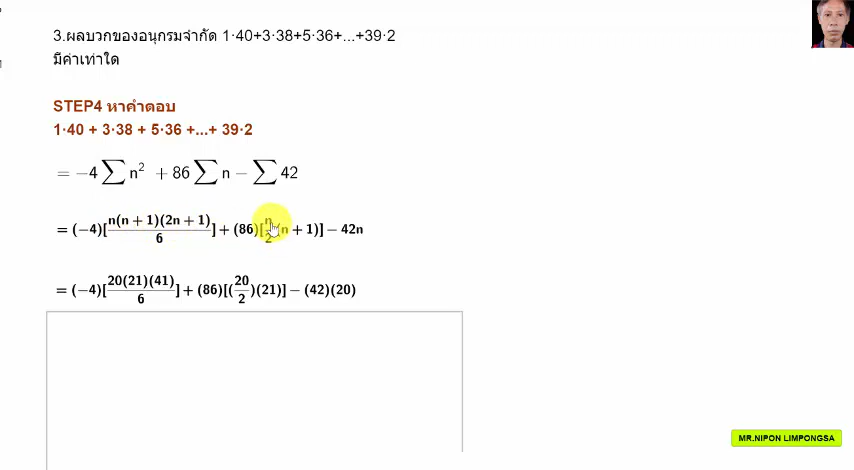 3.ผลบวกของอนุกรมจำกัด 1·40+3·38+5·36+...+39·2
มีค่าเท่าใด
STEP4 หาคำตอบ
1·40 + 3·38 + 5·36 +...+ 39·2
= −4∑n² + 86∑n − ∑42
= (−4)[n(n + 1)(2n + 1)/6] + (86)[n/2(n + 1)] − 42n
= (−4)[20(21)(41)/6] + (86)[(20/2)(21)] − (42)(20)
MR.NIPON LIMPONGSA